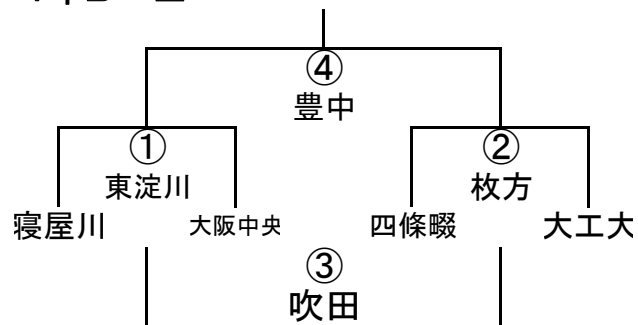 ④
豊中
①
②
東淀川
枚方
寝屋川
大阪中央
四條畷
大工大
③
吹田